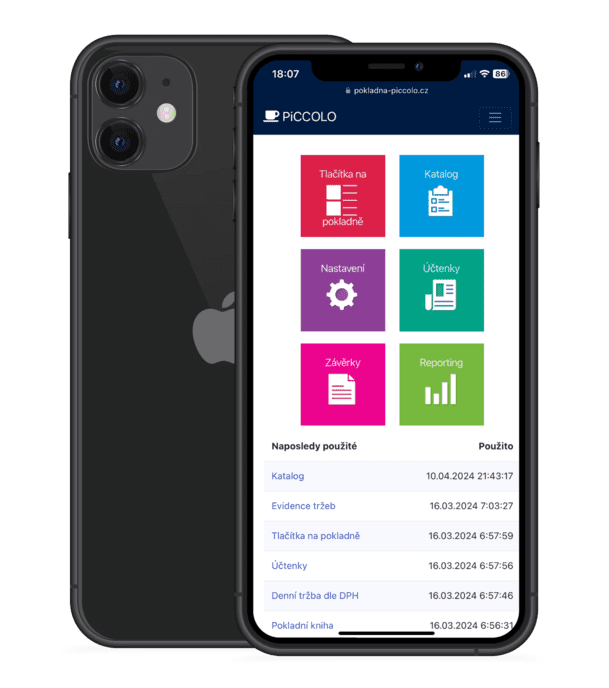 18:07
86
pokladna-piccolo.cz
PiCCOLO
Tlačítka na
pokladně
Katalog
Nastavení
Účtenky
Závěrky
Reporting
Naposledy použité Použito
Katalog 10.04.2024 21:43:17
Evidence tržeb 16.03.2024 7:03:27
Tlačítka na pokladně 16.03.2024 6:57:59
Účtenky 16.03.2024 6:57:56
Denní tržba dle DPH 16.03.2024 6:57:46
Pokladní kniha 16.03.2024 6:56:31